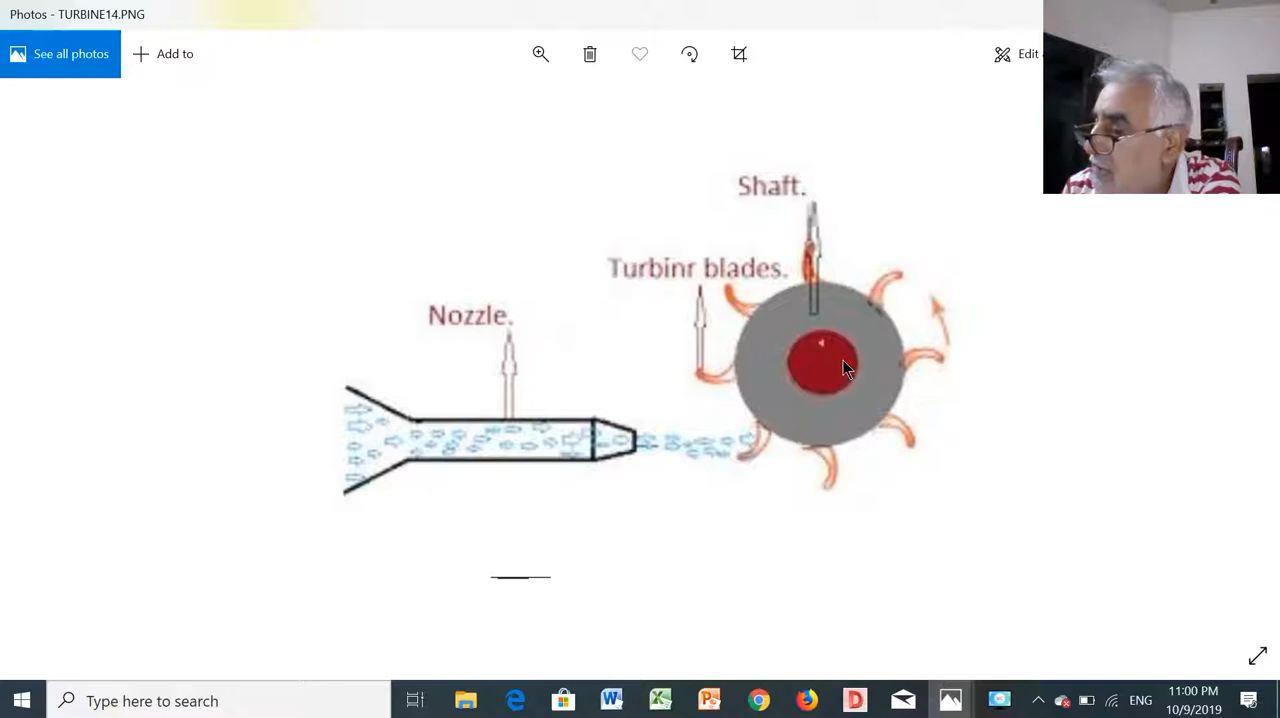 Photos - TURBINE14.PNG
See all photos
Add to
Edit
Shaft.
Turbinr blades.
Nozzle.
Type here to search
ENG
11:00 PM
10/9/2019